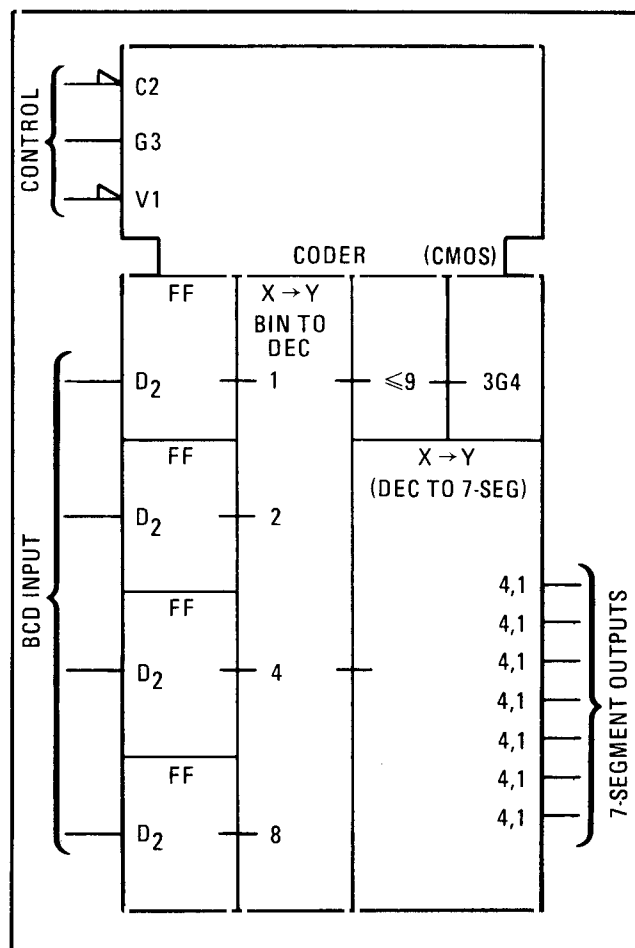 CONTROL
C2
G3
V1
CODER (CMOS)
FF
X → Y
BIN TO
DEC
BCD INPUT
D2
1
≤9
3G4
FF
X → Y
(DEC TO 7-SEG)
D2
2
FF
4,1
4,1
D2
4
4,1
4,1
4,1
FF
4,1
4,1
D2
8
7-SEGMENT OUTPUTS